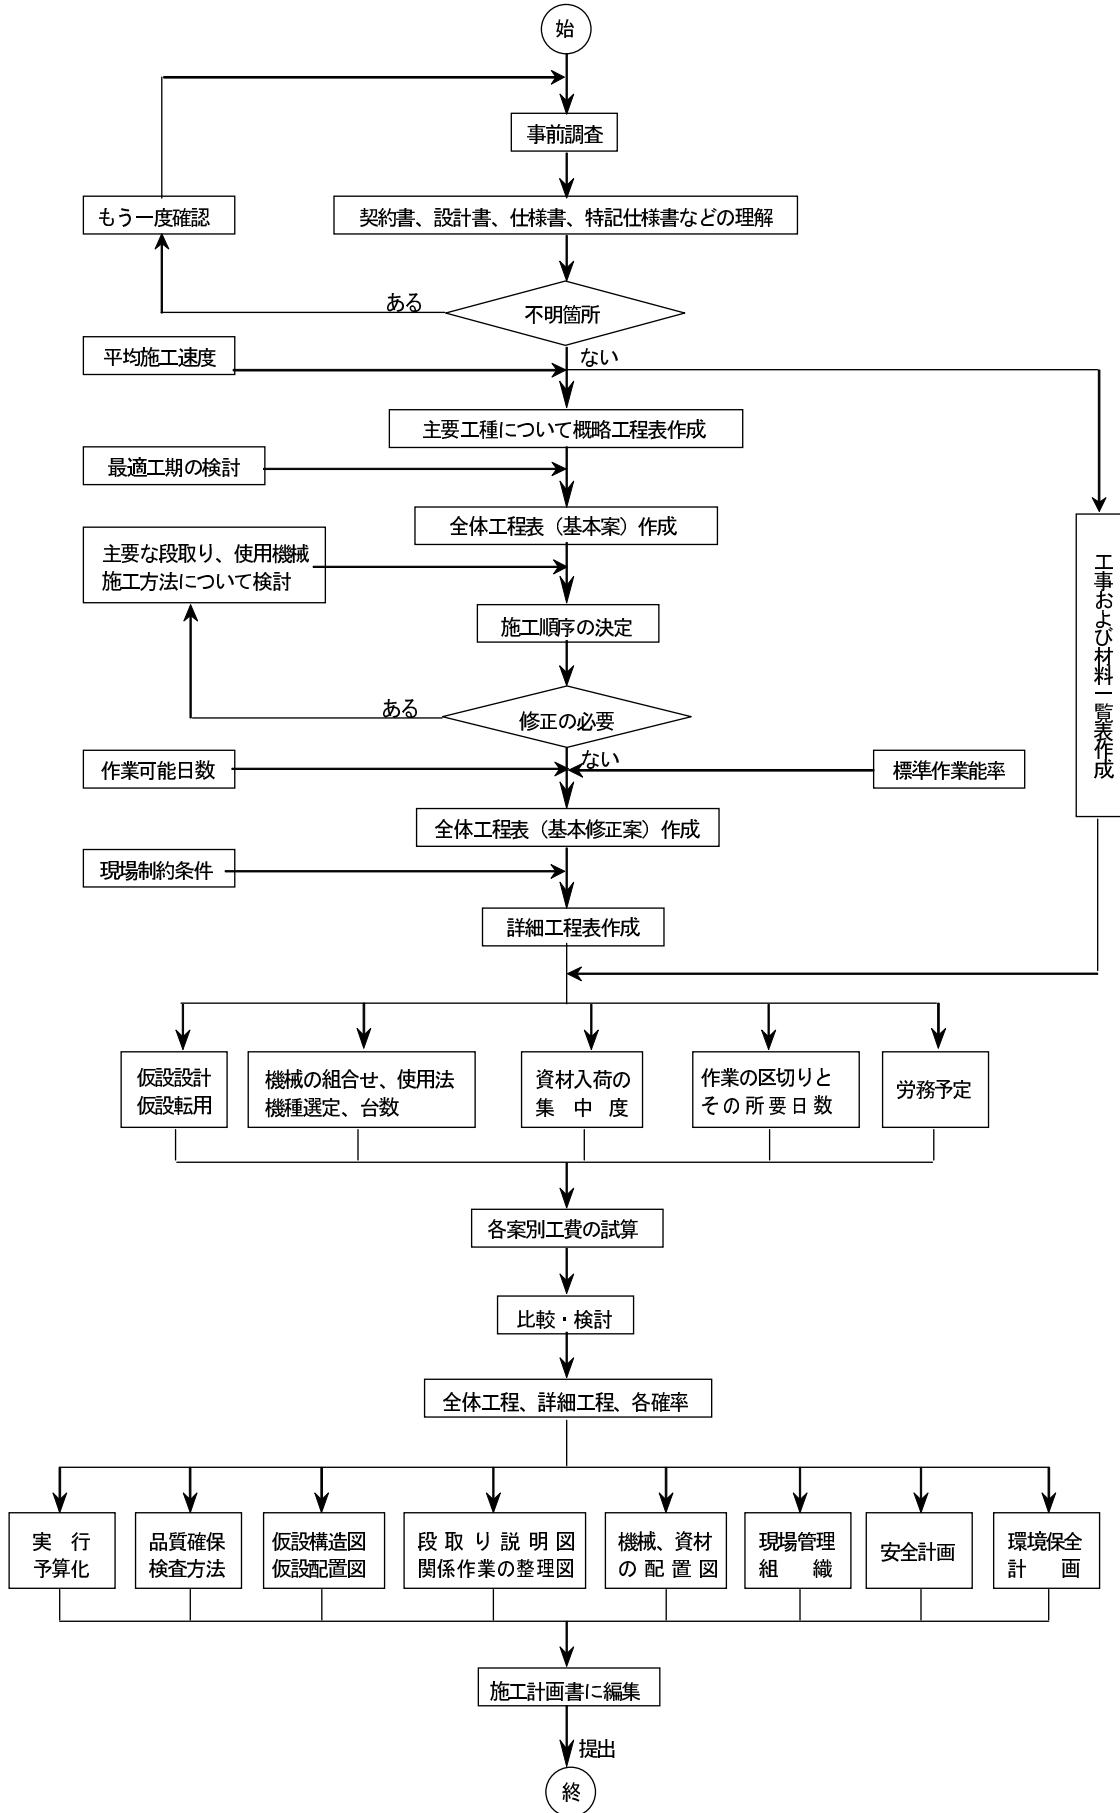 始
事前調査
もう一度確認
契約書、設計書、仕様書、特記仕様書などの理解
ある
不明箇所
ない
平均施工速度
主要工種について概略工程表作成
最適工期の検討
全体工程表（基本案）作成
主要な段取り、使用機械
施工方法について検討
施工順序の決定
工事および材料一覧表作成
ある
修正の必要
ない
作業可能日数
標準作業能率
全体工程表（基本修正案）作成
現場制約条件
詳細工程表作成
仮設設計
仮設転用
機械の組合せ、使用法
機種選定、台数
資材入荷の
集中度
作業の区切りと
その所要日数
労務予定
各案別工費の試算
比較・検討
全体工程、詳細工程、各確率
実行
予算化
品質確保
検査方法
仮設構造図
仮設配置図
段取り説明図
関係作業の整理図
機械、資材
の配置図
現場管理
組織
安全計画
環境保全
計画
施工計画書に編集
提出
終